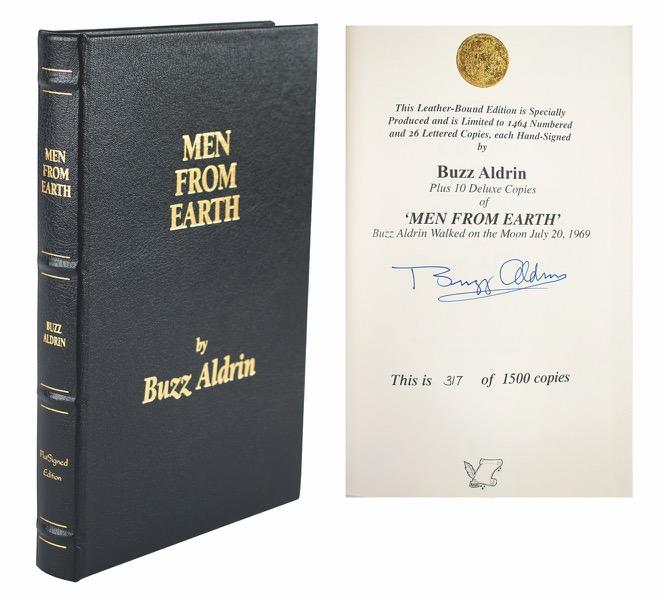 MEN
FROM
EARTH
BUZZ
ALDRIN
FlatSigned
Edition
MEN
FROM
EARTH
by
Buzz Aldrin
This Leather-Bound Edition is Specially
Produced and is Limited to 1464 Numbered
and 26 Lettered Copies, each Hand-Signed
by
Buzz Aldrin
Plus 10 Deluxe Copies
of
'MEN FROM EARTH'
Buzz Aldrin Walked on the Moon July 20, 1969
Buzz Aldrin
This is 317 of 1500 copies